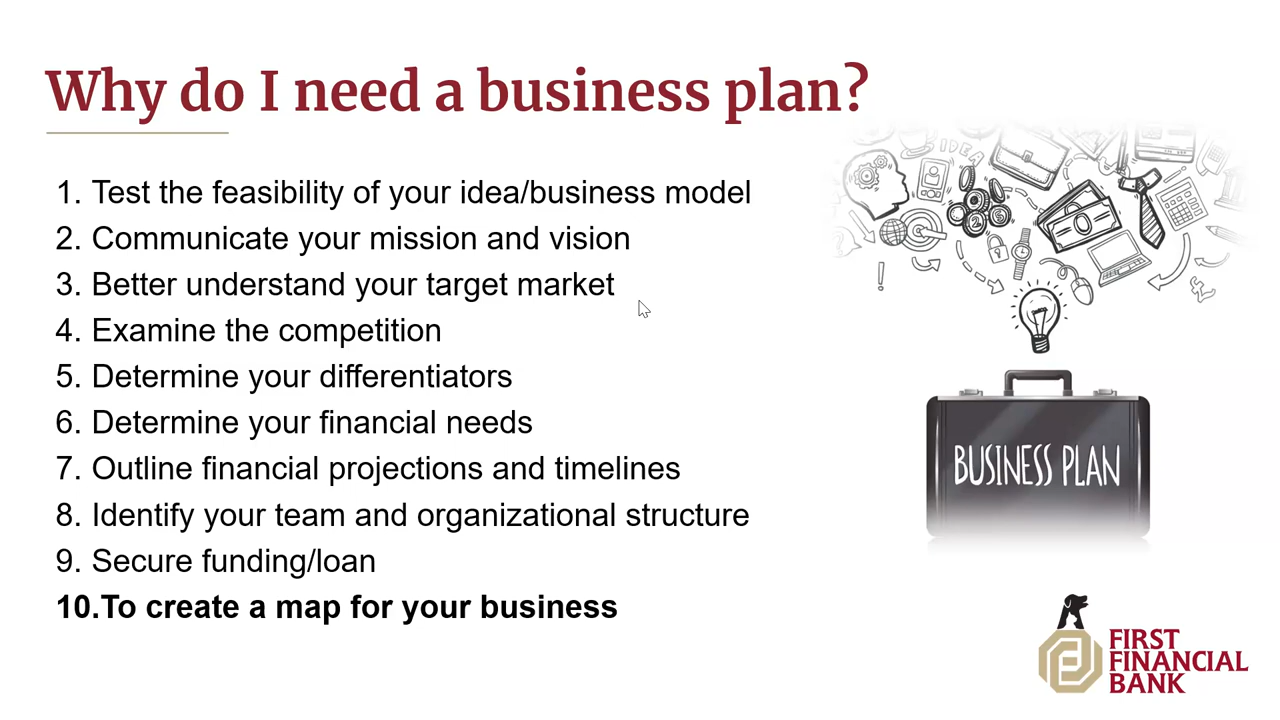 Why do I need a business plan?
1. Test the feasibility of your idea/business model
2. Communicate your mission and vision
3. Better understand your target market
4. Examine the competition
5. Determine your differentiators
6. Determine your financial needs
7. Outline financial projections and timelines
8. Identify your team and organizational structure
9. Secure funding/loan
10.To create a map for your business
IDEA
BUSINESS PLAN
FIRST
FINANCIAL
BANK